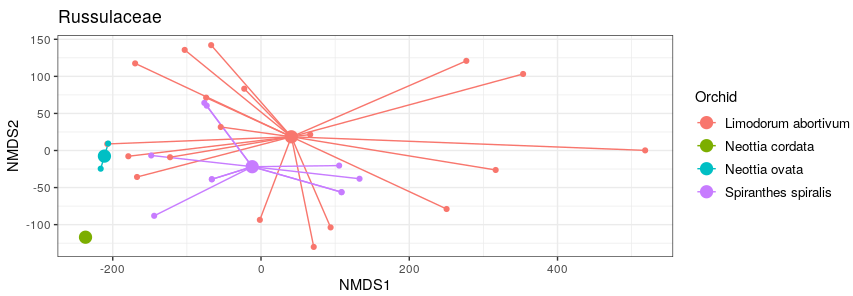 Russulaceae
150
100
50
0
-50
-100
NMDS2
-200
0
200
400
NMDS1
Orchid
Limodorum abortivum
Neottia cordata
Neottia ovata
Spiranthes spiralis